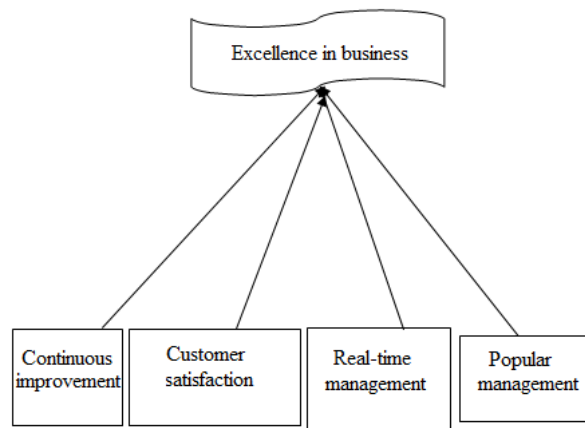 Excellence in business
Continuous
improvement
Customer
satisfaction
Real-time
management
Popular
management